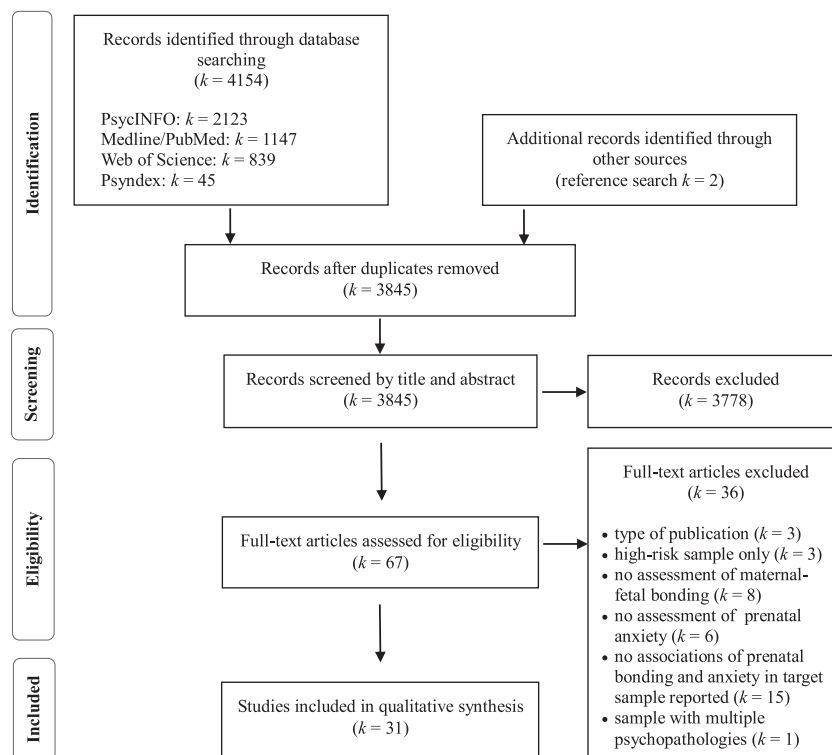 Identification
Records identified through database
searching
(k = 4154)
PsycINFO: k = 2123
Medline/PubMed: k = 1147
Web of Science: k = 839
Psyndex: k = 45
Additional records identified through
other sources
(reference search k = 2)
Records after duplicates removed
(k = 3845)
Screening
Records screened by title and abstract
(k = 3845)
Records excluded
(k = 3778)
Eligibility
Full-text articles assessed for eligibility
(k = 67)
Full-text articles excluded
(k = 36)
• type of publication (k = 3)
• high-risk sample only (k = 3)
• no assessment of maternal-
fetal bonding (k = 8)
• no assessment of prenatal
anxiety (k = 6)
• no associations of prenatal
bonding and anxiety in target
sample reported (k = 15)
• sample with multiple
psychopathologies (k = 1)
Included
Studies included in qualitative synthesis
(k = 31)